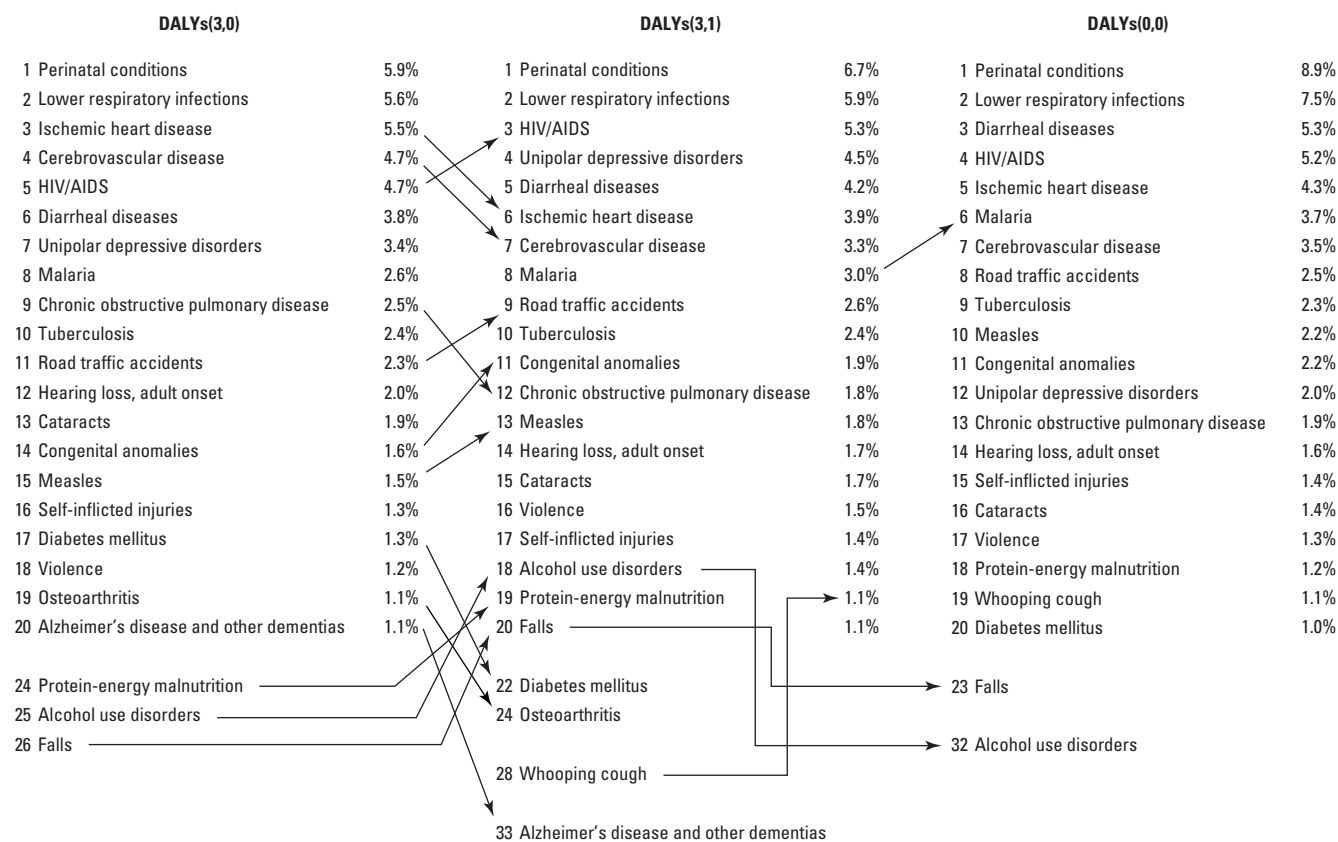 DALYs(3,0) DALYs(3,1) DALYs(0,0)
1 Perinatal conditions 5.9% 1 Perinatal conditions 6.7% 1 Perinatal conditions 8.9%
2 Lower respiratory infections 5.6% 2 Lower respiratory infections 5.9% 2 Lower respiratory infections 7.5%
3 Ischemic heart disease 5.5% 3 HIV/AIDS 5.3% 3 Diarrheal diseases 5.3%
4 Cerebrovascular disease 4.7% 4 Unipolar depressive disorders 4.5% 4 HIV/AIDS 5.2%
5 HIV/AIDS 4.7% 5 Diarrheal diseases 4.2% 5 Ischemic heart disease 4.3%
6 Diarrheal diseases 3.8% 6 Ischemic heart disease 3.9% 6 Malaria 3.7%
7 Unipolar depressive disorders 3.4% 7 Cerebrovascular disease 3.3% 7 Cerebrovascular disease 3.5%
8 Malaria 2.6% 8 Malaria 3.0% 8 Road traffic accidents 2.5%
9 Chronic obstructive pulmonary disease 2.5% 9 Road traffic accidents 2.6% 9 Tuberculosis 2.3%
10 Tuberculosis 2.4% 10 Tuberculosis 2.4% 10 Measles 2.2%
11 Road traffic accidents 2.3% 11 Congenital anomalies 1.9% 11 Congenital anomalies 2.2%
12 Hearing loss, adult onset 2.0% 12 Chronic obstructive pulmonary disease 1.8% 12 Unipolar depressive disorders 2.0%
13 Cataracts 1.9% 13 Measles 1.8% 13 Chronic obstructive pulmonary disease 1.9%
14 Congenital anomalies 1.6% 14 Hearing loss, adult onset 1.7% 14 Hearing loss, adult onset 1.6%
15 Measles 1.5% 15 Cataracts 1.7% 15 Self-inflicted injuries 1.4%
16 Self-inflicted injuries 1.3% 16 Violence 1.5% 16 Cataracts 1.4%
17 Diabetes mellitus 1.3% 17 Self-inflicted injuries 1.4% 17 Violence 1.3%
18 Violence 1.2% 18 Alcohol use disorders 1.4% 18 Protein-energy malnutrition 1.2%
19 Osteoarthritis 1.1% 19 Protein-energy malnutrition 1.1% 19 Whooping cough 1.1%
20 Alzheimer's disease and other dementias 1.1% 20 Falls 1.1% 20 Diabetes mellitus 1.0%
24 Protein-energy malnutrition 22 Diabetes mellitus 23 Falls
25 Alcohol use disorders 24 Osteoarthritis
26 Falls 32 Alcohol use disorders
28 Whooping cough
33 Alzheimer's disease and other dementias